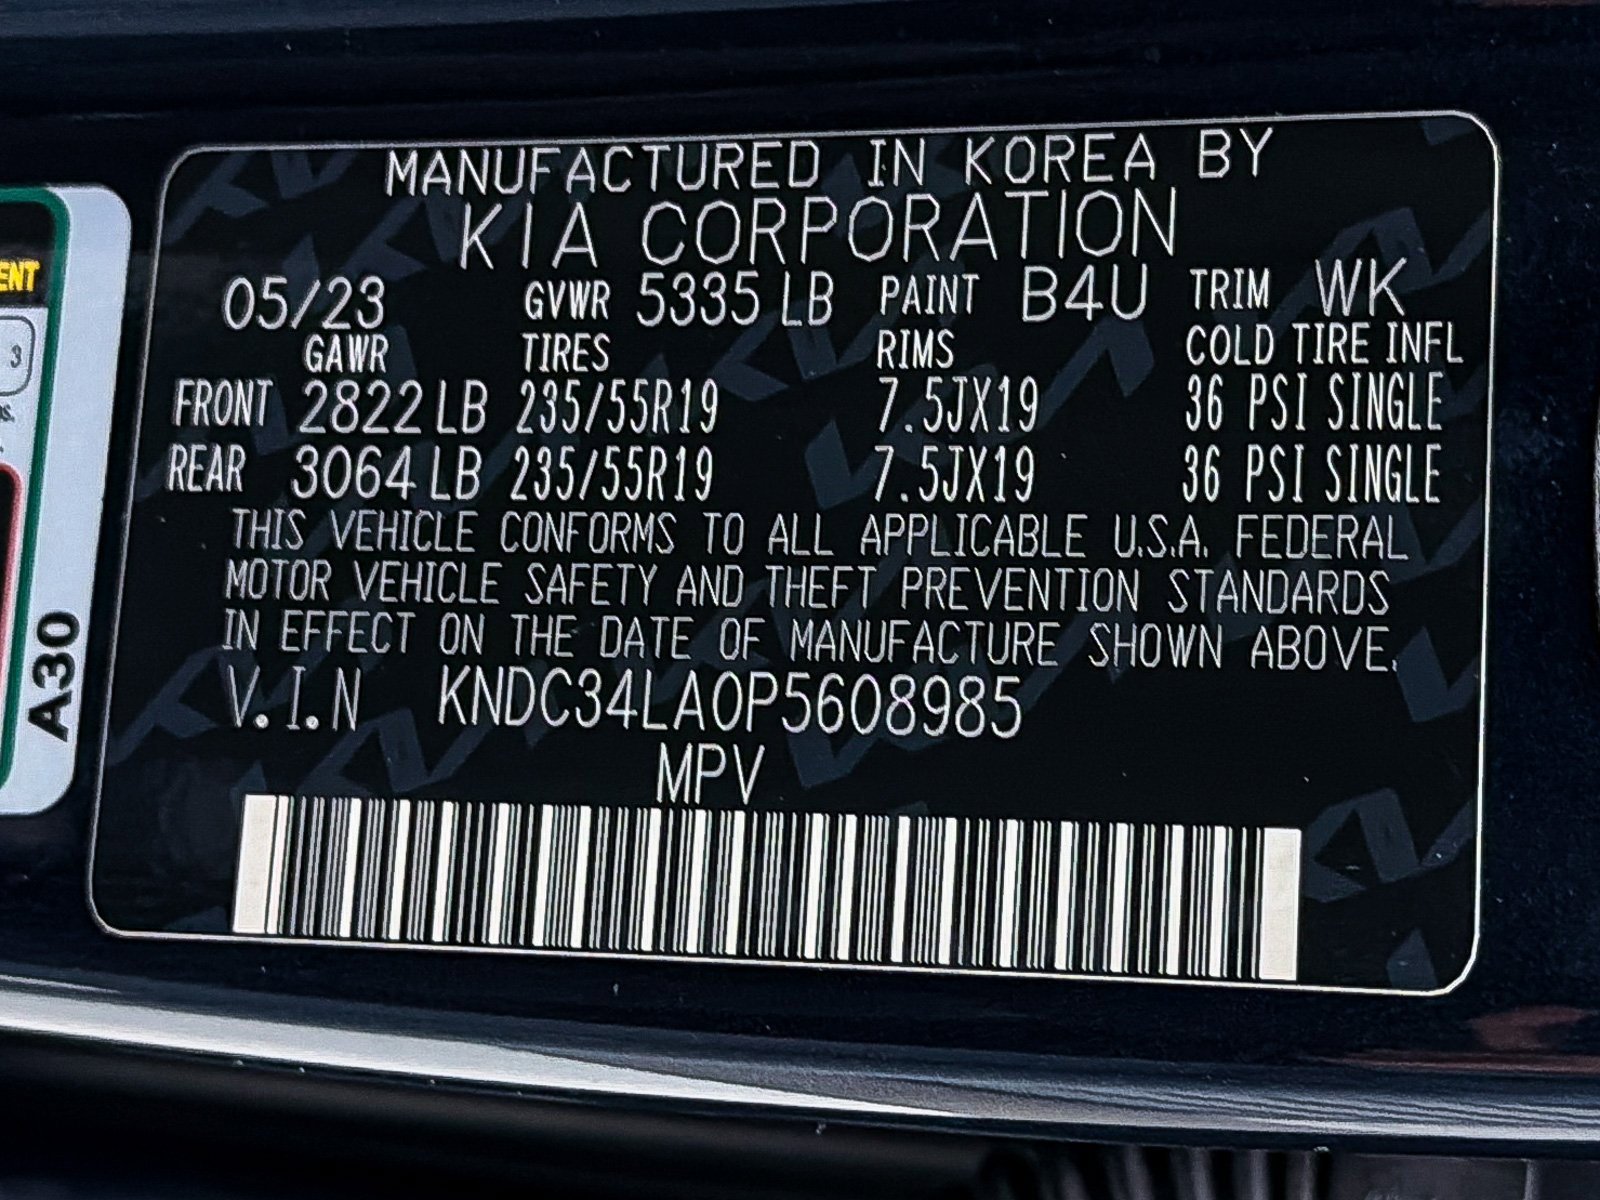 MANUFACTURED IN KOREA BY
KIA CORPORATION
05/23 GVWR 5335 LB PAINT B4U TRIM WK
GAWR TIRES RIMS COLD TIRE INFL
FRONT 2822 LB 235/55R19 7.5JX19 36 PSI SINGLE
REAR 3064 LB 235/55R19 7.5JX19 36 PSI SINGLE
THIS VEHICLE CONFORMS TO ALL APPLICABLE U.S.A. FEDERAL
MOTOR VEHICLE SAFETY AND THEFT PREVENTION STANDARDS
IN EFFECT ON THE DATE OF MANUFACTURE SHOWN ABOVE.
V.I.N KNDC34LA0P5608985
MPV
A30
3